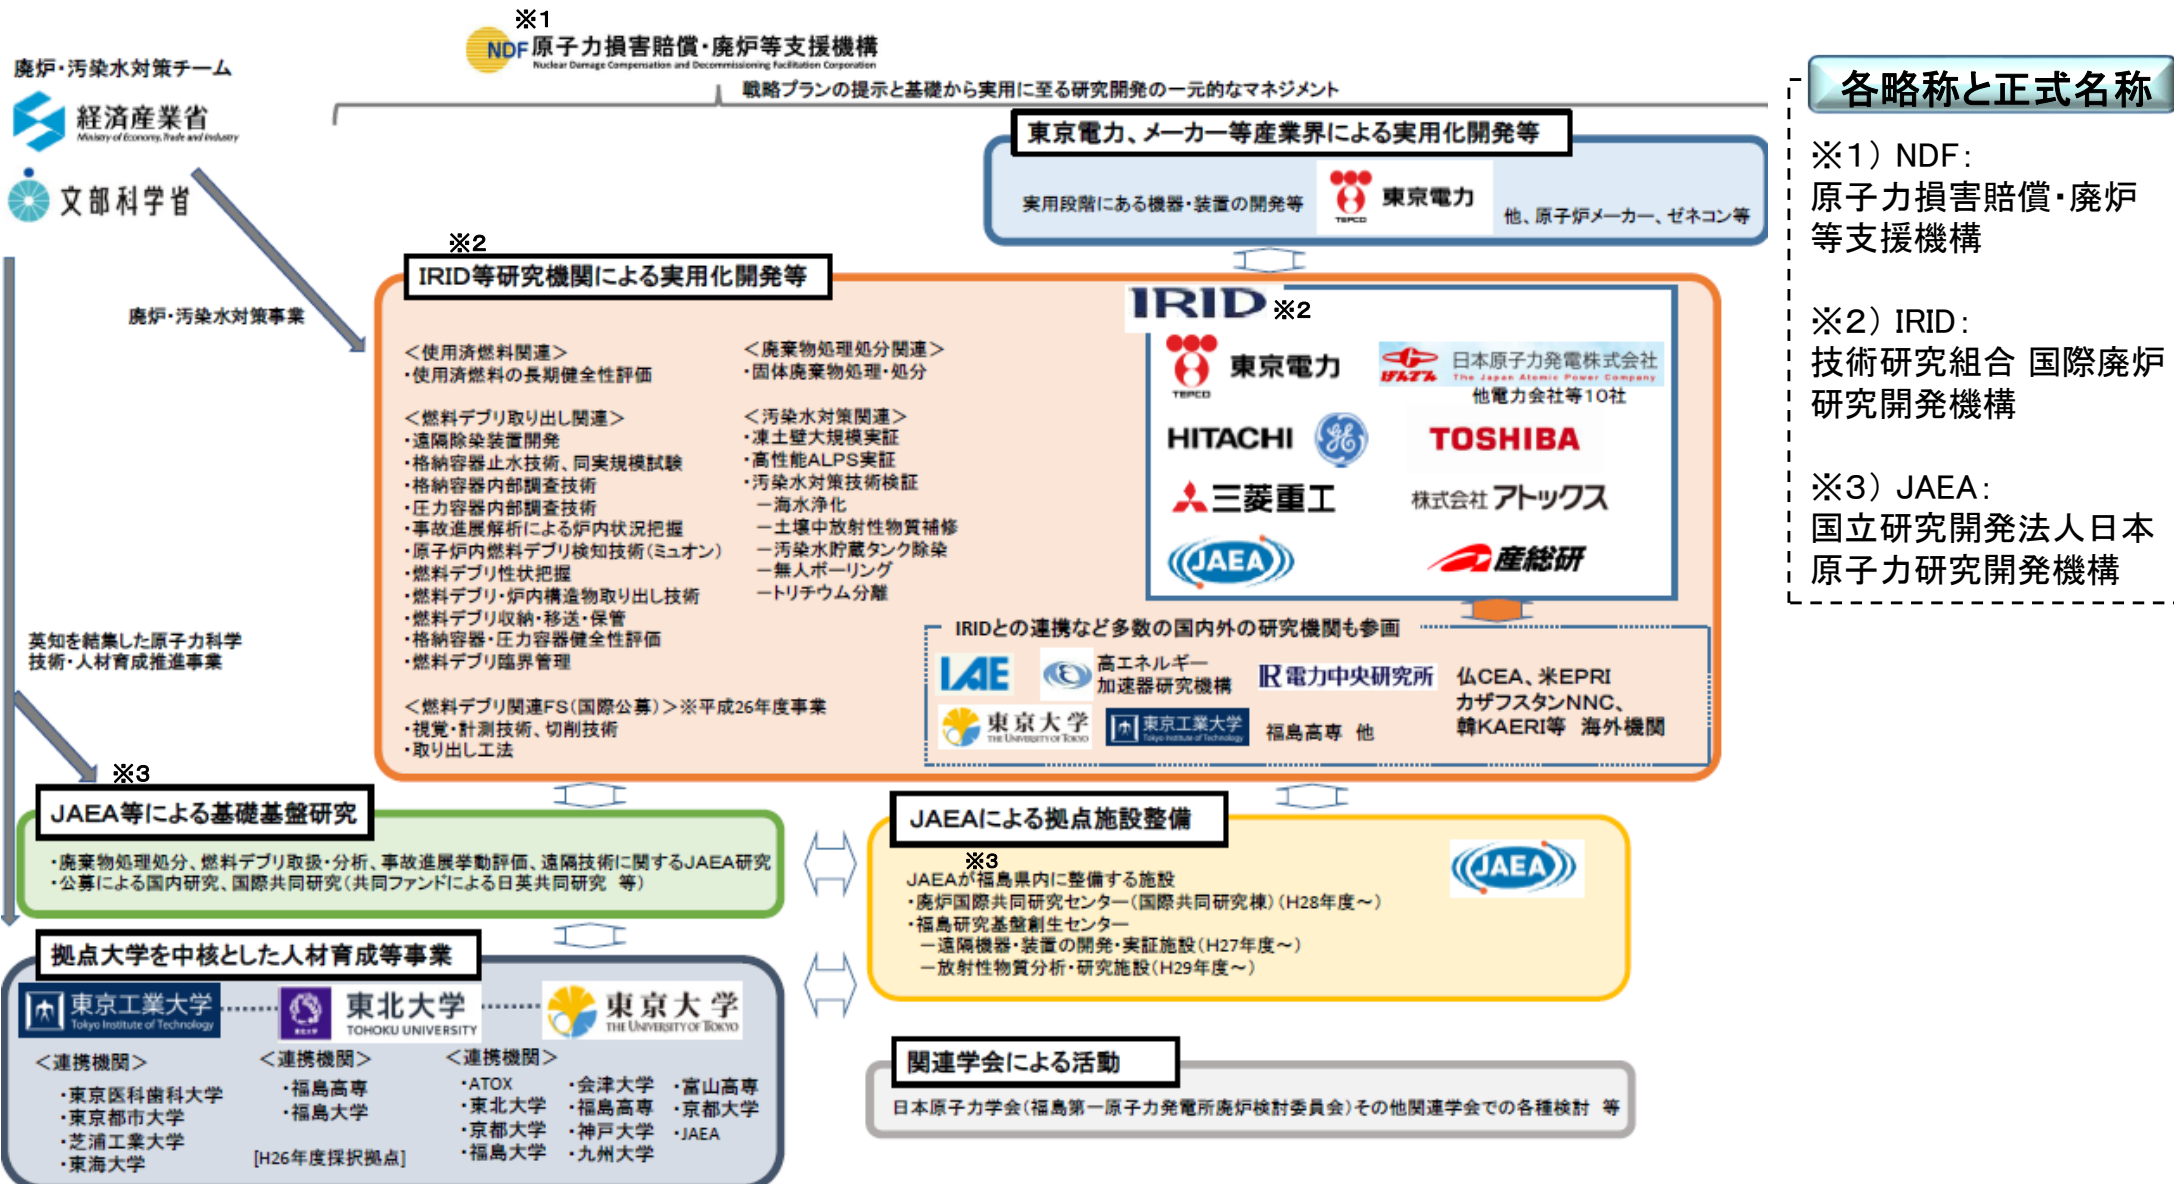 ※1
NDF 原子力損害賠償・廃炉等支援機構
Nuclear Damage Compensation and Decommissioning Facilitation Corporation
戦略プランの提示と基礎から実用に至る研究開発の一元的なマネジメント
廃炉・汚染水対策チーム
経済産業省
Ministry of Economy, Trade and Industry
文部科学省
東京電力、メーカー等産業界による実用化開発等
実用段階にある機器・装置の開発等
TEPCO
東京電力
他、原子炉メーカー、ゼネコン等
廃炉・汚染水対策事業
※2
IRID等研究機関による実用化開発等
＜使用済燃料関連＞
・使用済燃料の長期健全性評価
＜燃料デブリ取り出し関連＞
・遠隔除染装置開発
・格納容器止水技術、同実規模試験
・格納容器内部調査技術
・圧力容器内部調査技術
・事故進展解析による炉内状況把握
・原子炉内燃料デブリ検知技術(ミュオン)
・燃料デブリ性状把握
・燃料デブリ・炉内構造物取り出し技術
・燃料デブリ収納・移送・保管
・格納容器・圧力容器健全性評価
・燃料デブリ臨界管理
＜燃料デブリ関連FS(国際公募)＞※平成26年度事業
・視覚・計測技術、切削技術
・取り出し工法
＜廃棄物処理処分関連＞
・固体廃棄物処理・処分
＜汚染水対策関連＞
・凍土壁大規模実証
・高性能ALPS実証
・汚染水対策技術検証
－海水浄化
－土壌中放射性物質補修
－汚染水貯蔵タンク除染
－無人ボーリング
－トリチウム分離
IRID ※2
TEPCO
東京電力
げんでん
日本原子力発電株式会社
The Japan Atomic Power Company
他電力会社等10社
HITACHI
TOSHIBA
三菱重工
株式会社アトックス
JAEA
産総研
IRIDとの連携など多数の国内外の研究機関も参画
IAE
高エネルギー
加速器研究機構
電力中央研究所
東京大学
THE UNIVERSITY OF TOKYO
東京工業大学
Tokyo Institute of Technology
福島高専 他
仏CEA、米EPRI
カザフスタンNNC、
韓KAERI等 海外機関
英知を結集した原子力科学
技術・人材育成推進事業
※3
JAEA等による基礎基盤研究
・廃棄物処理処分、燃料デブリ取扱・分析、事故進展挙動評価、遠隔技術に関するJAEA研究
・公募による国内研究、国際共同研究(共同ファンドによる日英共同研究 等)
JAEAによる拠点施設整備
※3
JAEAが福島県内に整備する施設
・廃炉国際共同研究センター(国際共同研究棟)(H28年度～)
・福島研究基盤創生センター
－遠隔機器・装置の開発・実証施設(H27年度～)
－放射性物質分析・研究施設(H29年度～)
JAEA
拠点大学を中核とした人材育成等事業
東京工業大学
Tokyo Institute of Technology
＜連携機関＞
・東京医科歯科大学
・東京都市大学
・芝浦工業大学
・東海大学
東北大学
TOHOKU UNIVERSITY
＜連携機関＞
・福島高専
・福島大学
[H26年度採択拠点]
東京大学
THE UNIVERSITY OF TOKYO
＜連携機関＞
・ATOX ・会津大学 ・富山高専
・東北大学 ・福島高専 ・京都大学
・京都大学 ・神戸大学 ・JAEA
・福島大学 ・九州大学
関連学会による活動
日本原子力学会(福島第一原子力発電所廃炉検討委員会)その他関連学会での各種検討 等
各略称と正式名称
※1）NDF：
原子力損害賠償・廃炉
等支援機構
※2）IRID：
技術研究組合 国際廃炉
研究開発機構
※3）JAEA：
国立研究開発法人日本
原子力研究開発機構